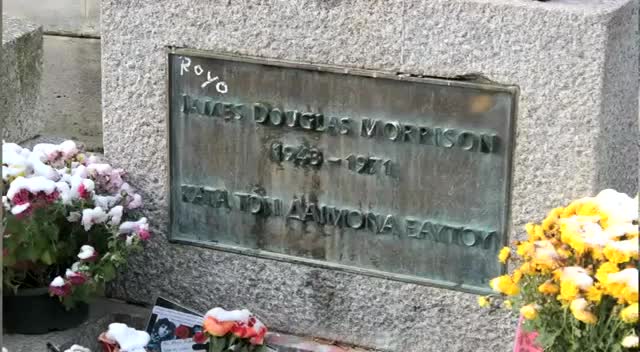 Royo
JAMES DOUGLAS MORRISON
(1943 – 1971)
ΚΑΤΑ ΤΟΝ ΔΑΙΜΟΝΑ ΕΑΥΤΟΥ